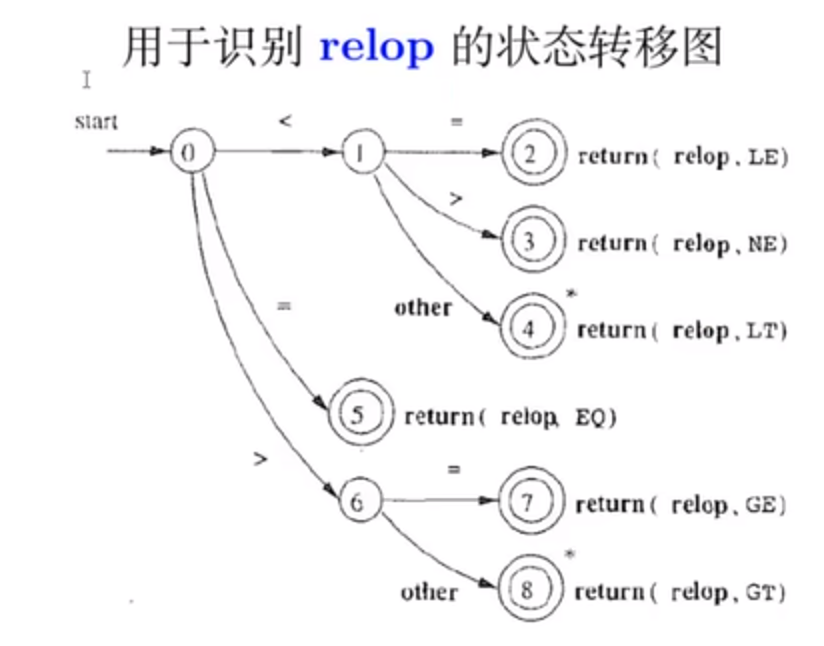 用于识别 relop 的状态转移图
start
<
=
0
1
2
return( relop, LE)
>
3
return( relop, NE)
other
*
4
return( relop, LT)
=
5
return( relop, EQ)
>
=
6
7
return( relop, GE)
other
*
8
return( relop, GT)